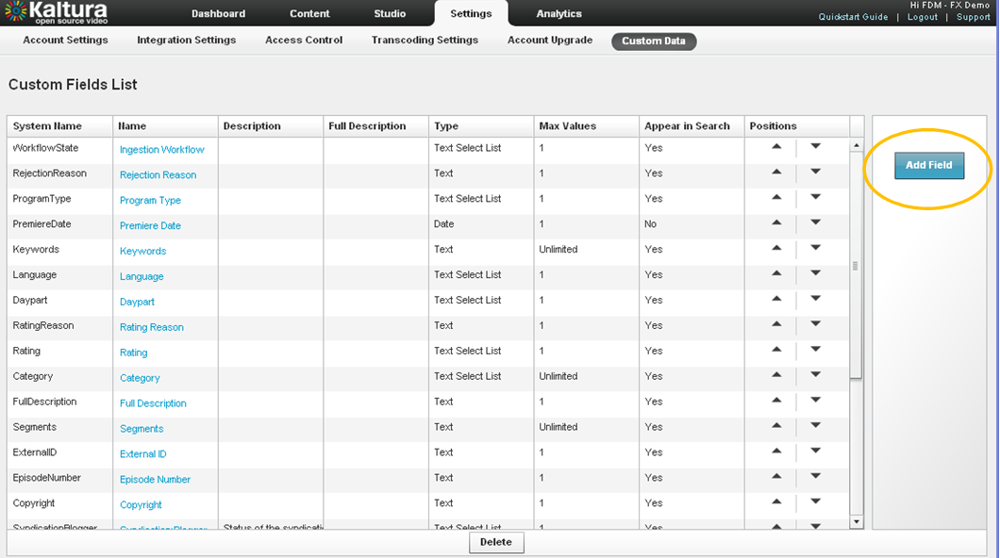 Kaltura
open source video
Dashboard Content Studio Settings Analytics
Hi FDM - FX Demo
Quickstart Guide | Logout | Support
Account Settings Integration Settings Access Control Transcoding Settings Account Upgrade Custom Data
Custom Fields List
System Name Name Description Full Description Type Max Values Appear in Search Positions
WorkflowState Ingestion Workflow Text Select List 1 Yes
Add Field
RejectionReason Rejection Reason Text 1 Yes
ProgramType Program Type Text Select List 1 Yes
PremiereDate Premiere Date Date 1 No
Keywords Keywords Text Unlimited Yes
Language Language Text Select List 1 Yes
Daypart Daypart Text Select List 1 Yes
RatingReason Rating Reason Text 1 Yes
Rating Rating Text Select List 1 Yes
Category Category Text Select List Unlimited Yes
FullDescription Full Description Text 1 Yes
Segments Segments Text Unlimited Yes
ExternalID External ID Text 1 Yes
EpisodeNumber Episode Number Text 1 Yes
Copyright Copyright Text 1 Yes
SyndicationBlogger Syndication Blogger Status of the syndicati Text Select List 1 Yes
Delete